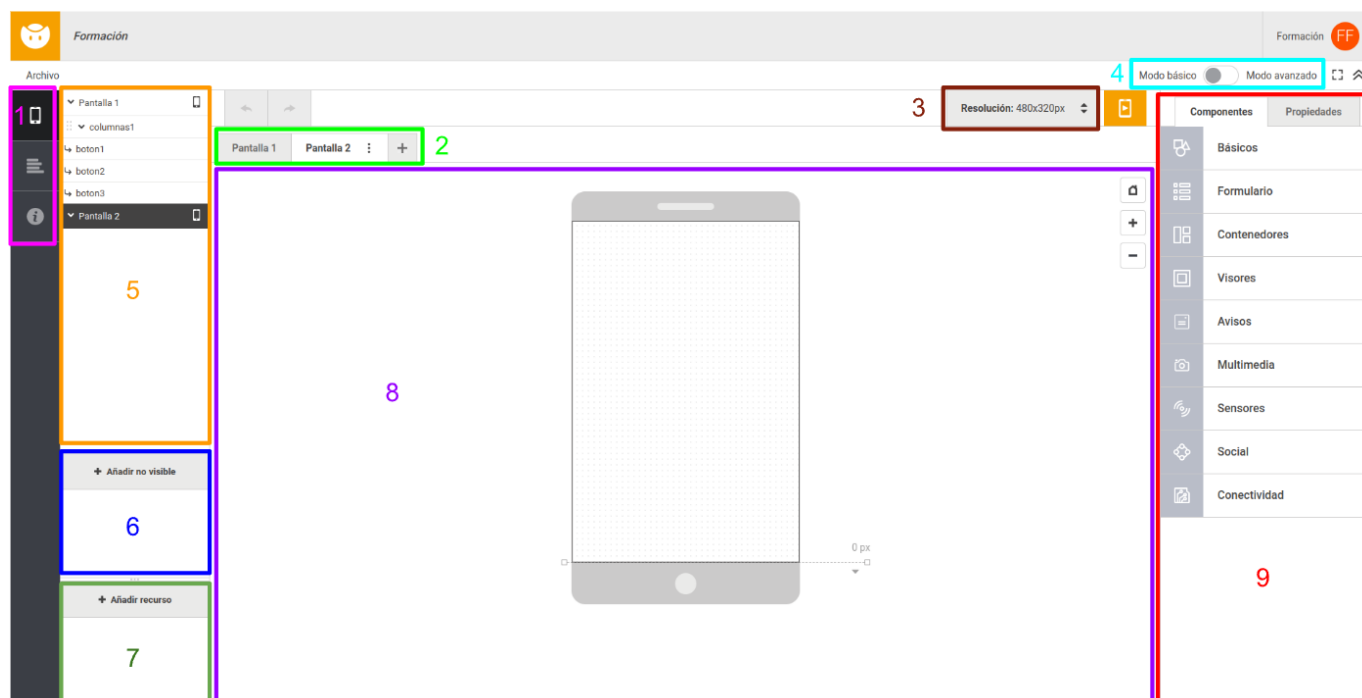 Formación
Formación FF
Archivo
4 Modo básico Modo avanzado
1
Pantalla 1
columnas1
boton1
boton2
boton3
Pantalla 2
5
+ Añadir no visible
6
+ Añadir recurso
7
3 Resolución: 480x320px
Pantalla 1 Pantalla 2 + 2
8
+
−
0 px
Componentes Propiedades
Básicos
Formulario
Contenedores
Visores
Avisos
Multimedia
Sensores
Social
Conectividad
9